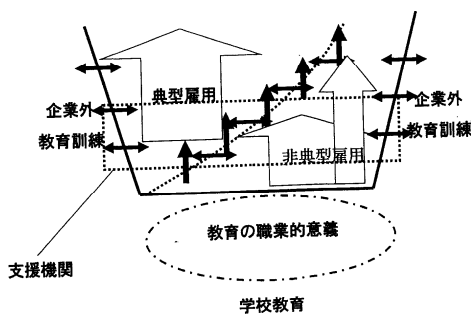 典型雇用
企業外
教育訓練
企業外
教育訓練
非典型雇用
教育の職業的意義
支援機関
学校教育